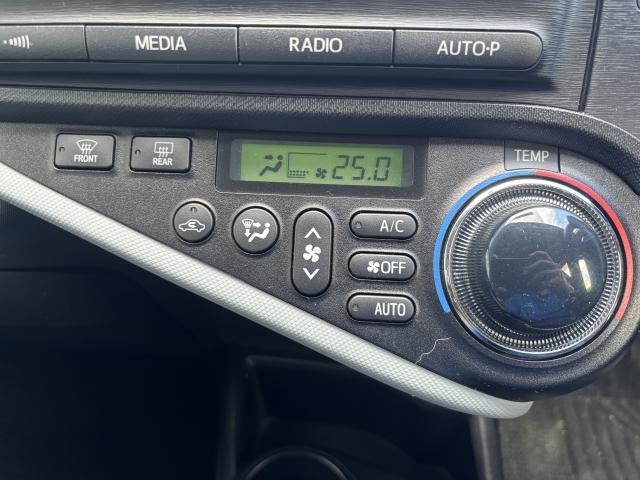 MEDIA RADIO AUTO·P
FRONT REAR 25.0 TEMP
A/C
OFF
AUTO